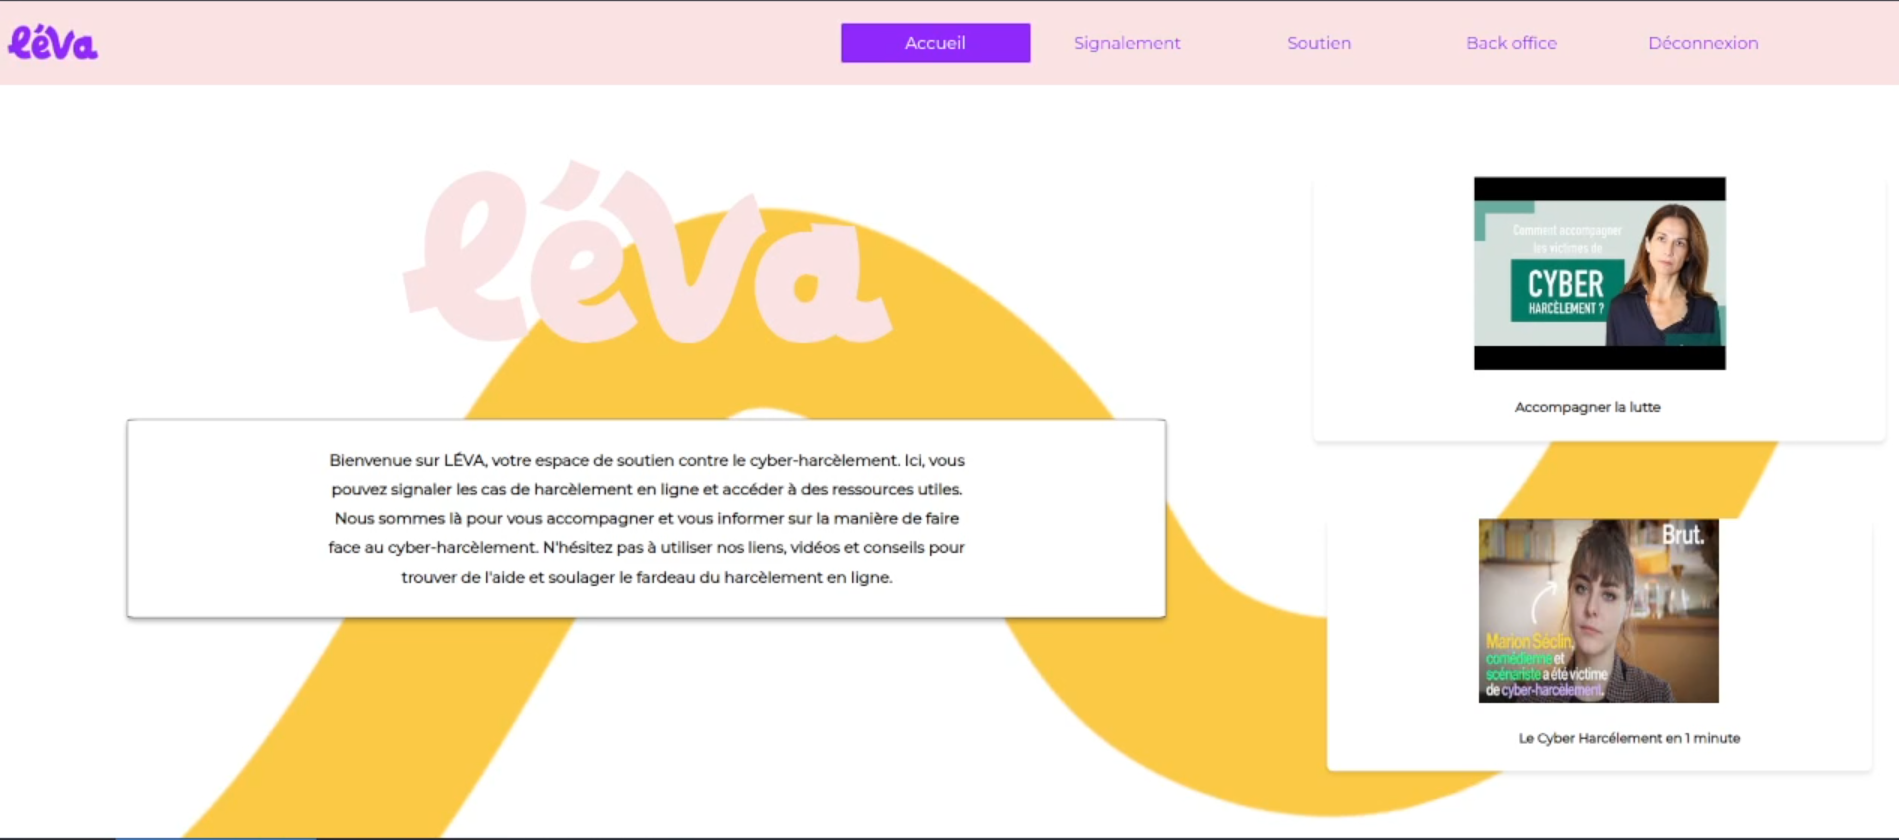 léva
Accueil
Signalement
Soutien
Back office
Déconnexion
léva
Bienvenue sur LÉVA, votre espace de soutien contre le cyber-harcèlement. Ici, vous
pouvez signaler les cas de harcèlement en ligne et accéder à des ressources utiles.
Nous sommes là pour vous accompagner et vous informer sur la manière de faire
face au cyber-harcèlement. N'hésitez pas à utiliser nos liens, vidéos et conseils pour
trouver de l'aide et soulager le fardeau du harcèlement en ligne.
Comment accompagner
les victimes de
CYBER
HARCÈLEMENT ?
Accompagner la lutte
Brut.
Marion Séclin,
comédienne et
scénariste a été victime
de cyber-harcèlement.
Le Cyber Harcélement en 1 minute